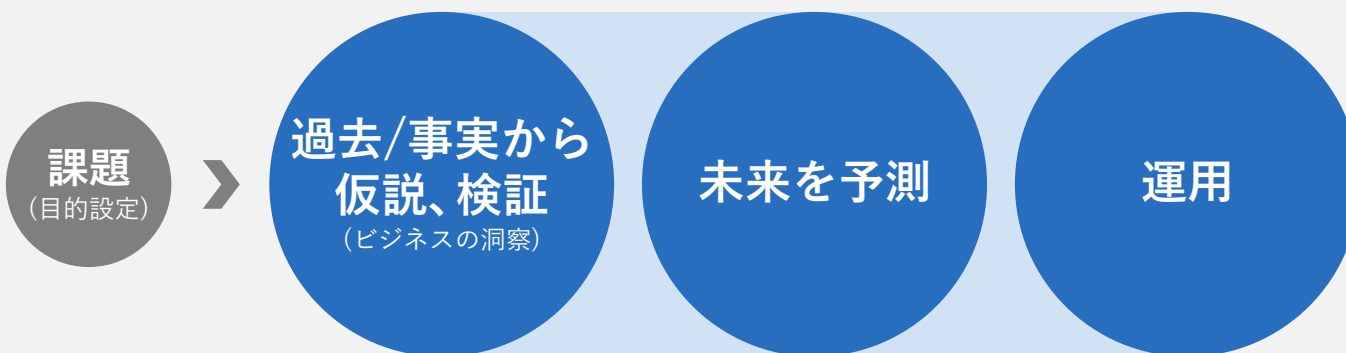 課題
(目的設定)
過去/事実から
仮説、検証
(ビジネスの洞察)
未来を予測
運用